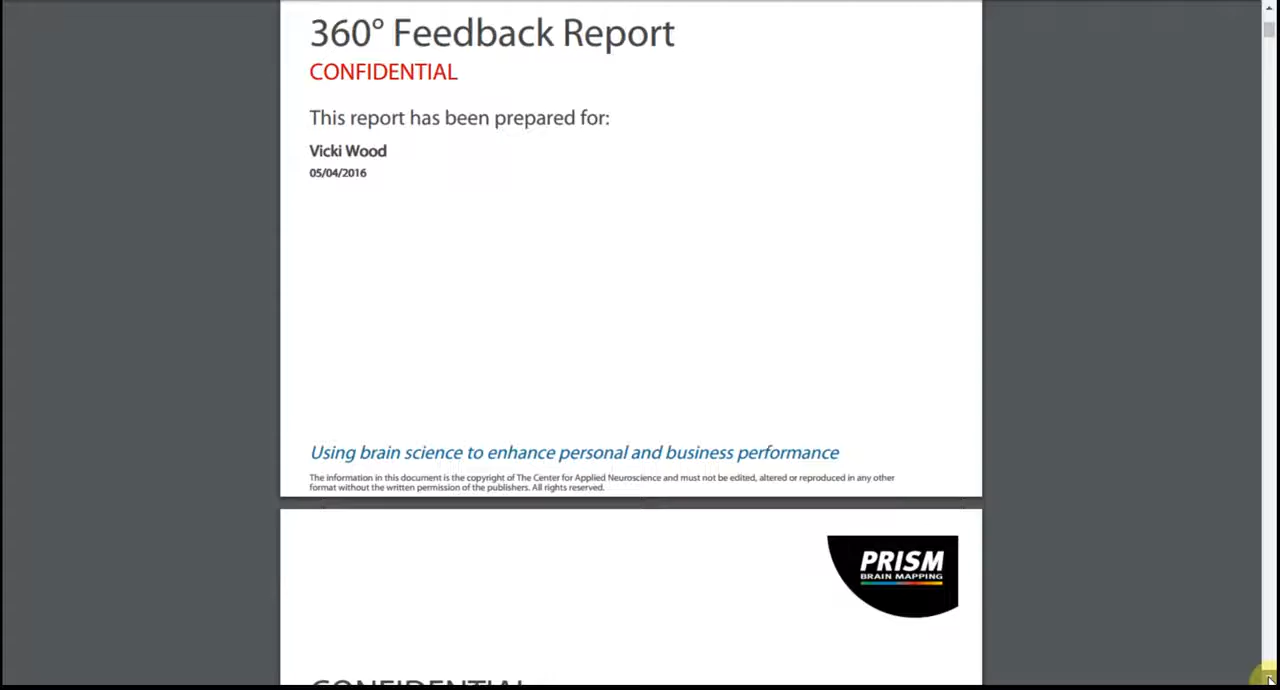 360° Feedback Report
CONFIDENTIAL
This report has been prepared for:
Vicki Wood
05/04/2016
Using brain science to enhance personal and business performance
The information in this document is the copyright of The Center for Applied Neuroscience and must not be edited, altered or reproduced in any other
format without the written permission of the publishers. All rights reserved.
PRISM
BRAIN MAPPING
CONFIDENTIAL